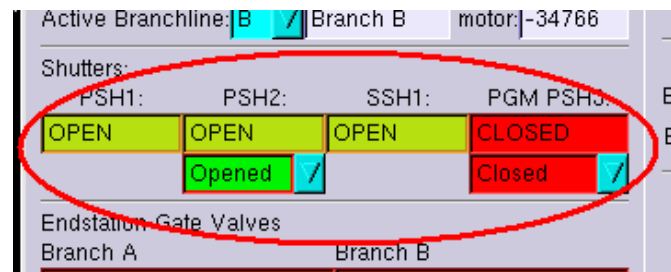 Active Branchline: B Branch B motor: -34766
Shutters:
PSH1: PSH2: SSH1: PGM PSH3:
OPEN OPEN OPEN CLOSED
Opened Closed
Endstation Gate Valves
Branch A Branch B